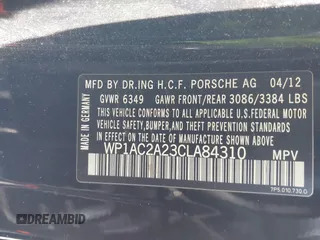 MFD BY DR.ING H.C.F. PORSCHE AG 04/12
GVWR 6349 GAWR FRONT/REAR 3086/3384 LBS
THIS VEHICLE CONFORMS TO ALL APPLICABLE
U.S.FEDERAL MOTOR
VEHICLE SAFETY, BUMPER, AND THEFT
PREVENTION STANDARDS
IN EFFECT ON THE DATE OF MANUFACTURE
SHOWN ABOVE
WP1AC2A23CLA84310 MPV
GERMANY
7P5.010.730.G
DREAMBID